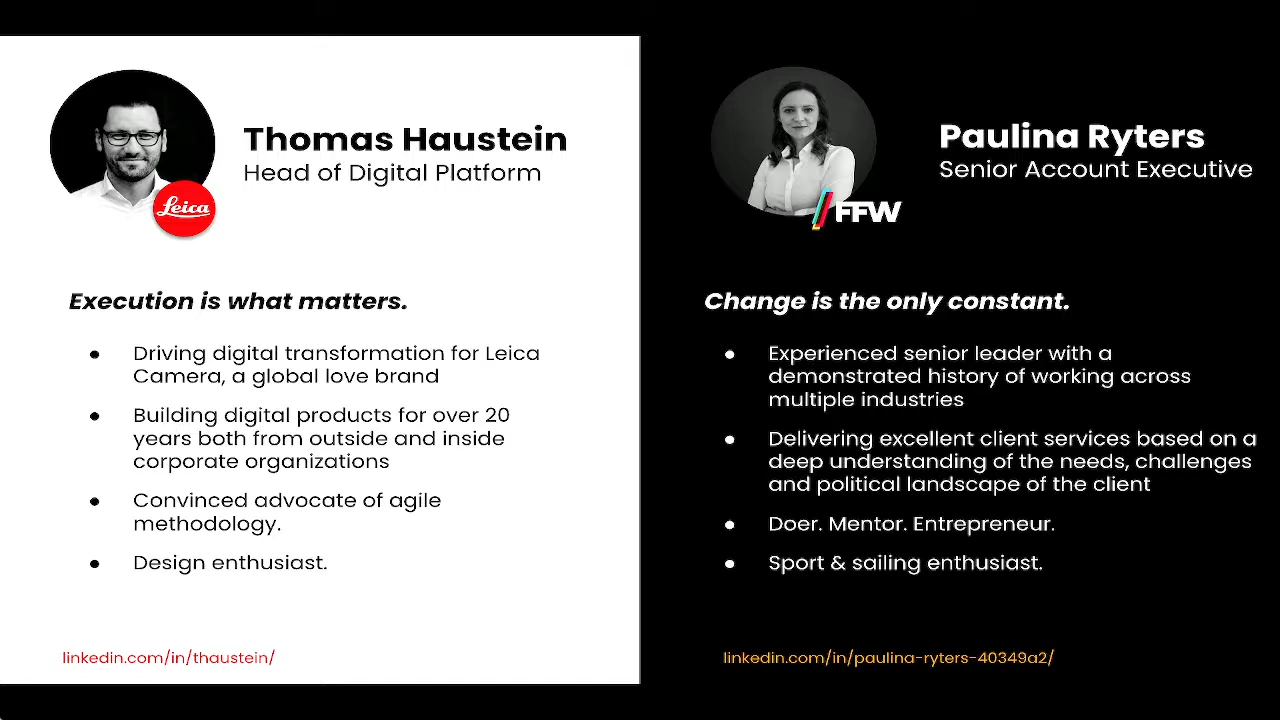 Thomas Haustein
Head of Digital Platform
Leica
Execution is what matters.
● Driving digital transformation for Leica
Camera, a global love brand
● Building digital products for over 20
years both from outside and inside
corporate organizations
● Convinced advocate of agile
methodology.
● Design enthusiast.
linkedin.com/in/thaustein/
Paulina Ryters
Senior Account Executive
/FFW
Change is the only constant.
● Experienced senior leader with a
demonstrated history of working across
multiple industries
● Delivering excellent client services based on a
deep understanding of the needs, challenges
and political landscape of the client
● Doer. Mentor. Entrepreneur.
● Sport & sailing enthusiast.
linkedin.com/in/paulina-ryters-40349a2/